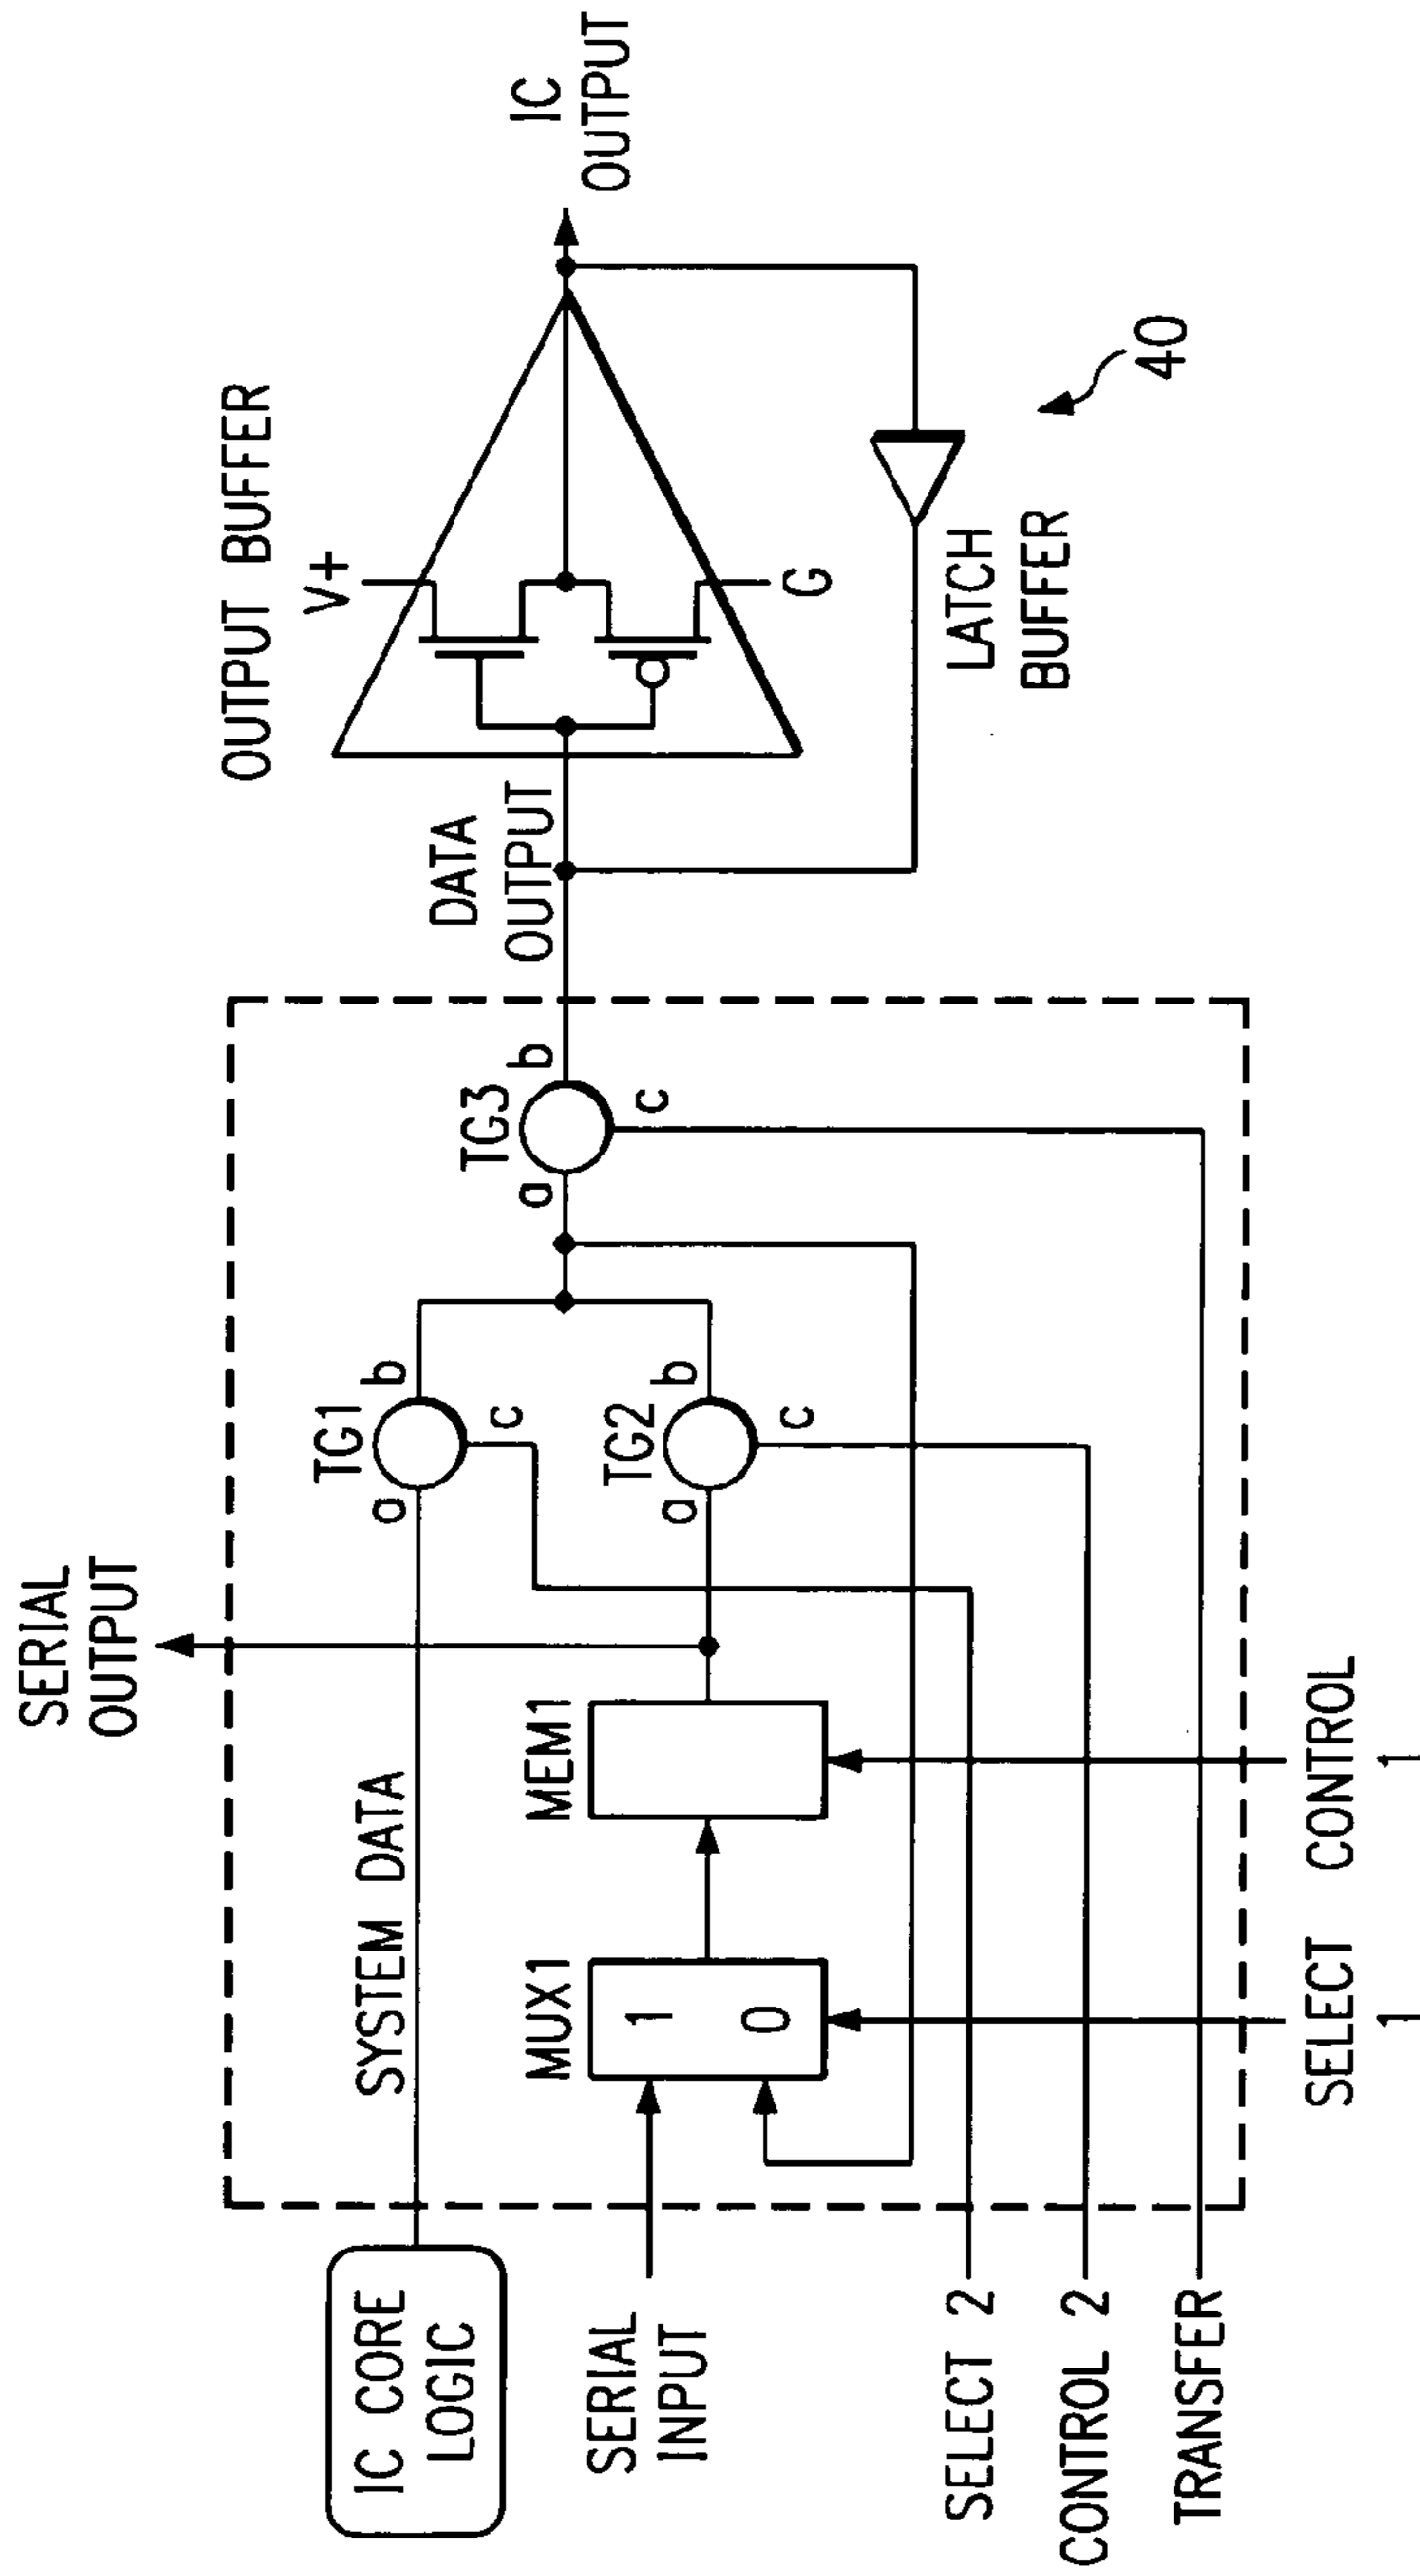 SERIAL
OUTPUT
OUTPUT BUFFER
V+
IC
OUTPUT
IC CORE
LOGIC
SYSTEM DATA
TG1
a
b
c
TG2
a
b
c
TG3
a
b
c
DATA
OUTPUT
G
SERIAL
INPUT
MUX1
1
0
MEM1
LATCH
BUFFER
40
SELECT 2
CONTROL 2
TRANSFER
SELECT
1
CONTROL
1